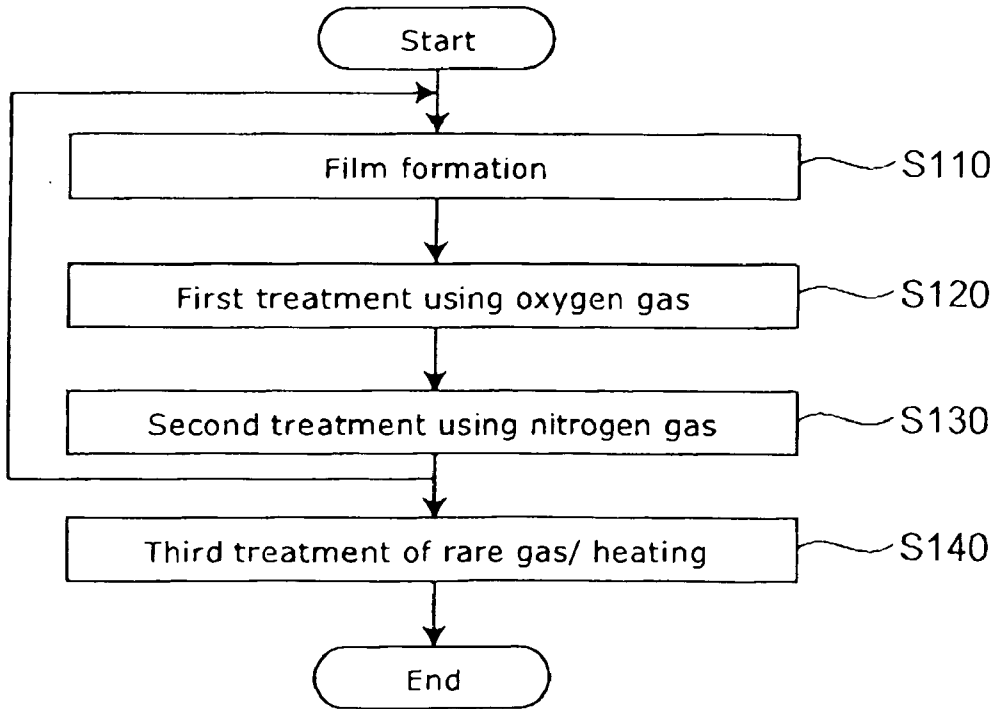 Start
Film formation
S110
First treatment using oxygen gas
S120
Second treatment using nitrogen gas
S130
Third treatment of rare gas/ heating
S140
End